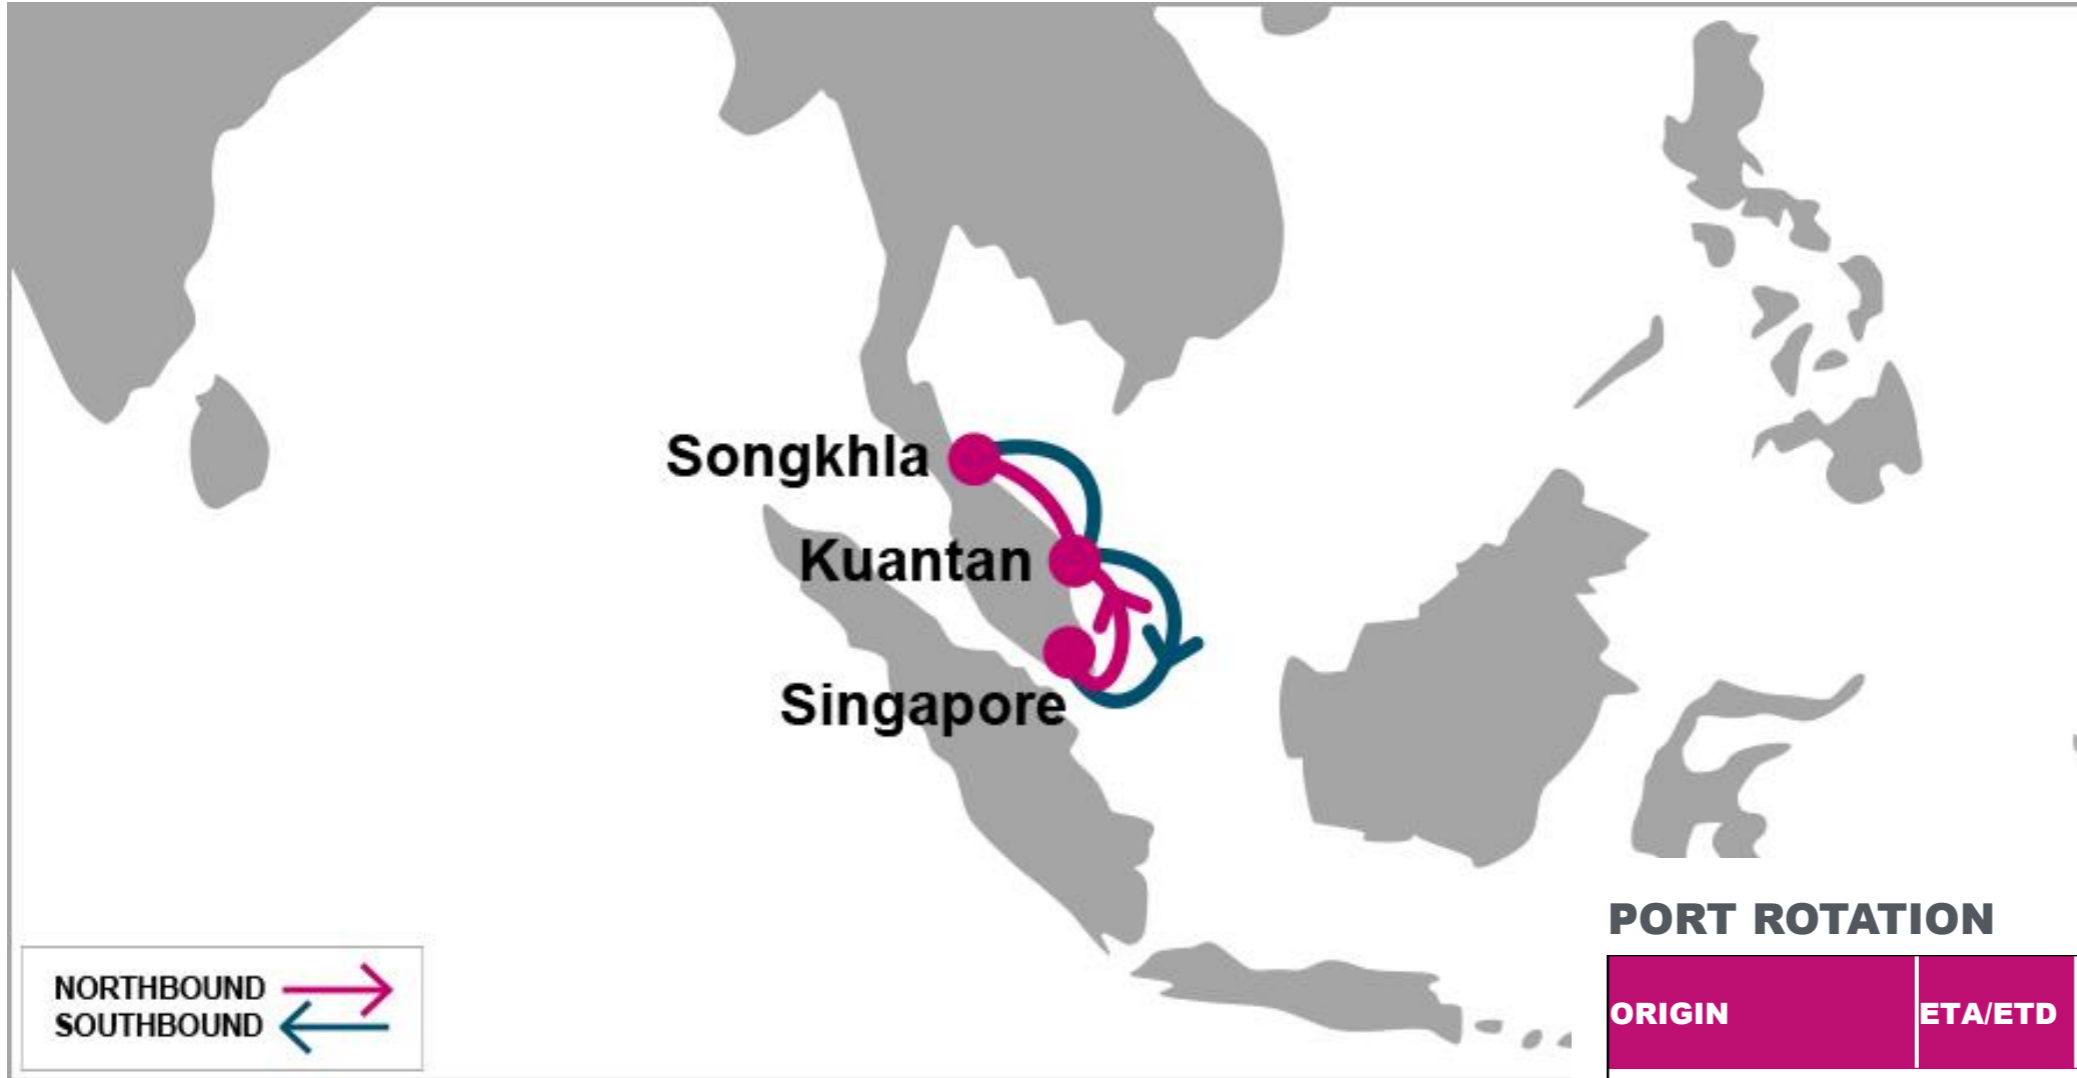 Songkhla
Kuantan
Singapore
NORTHBOUND
SOUTHBOUND
PORT ROTATION
ORIGIN ETA/ETD